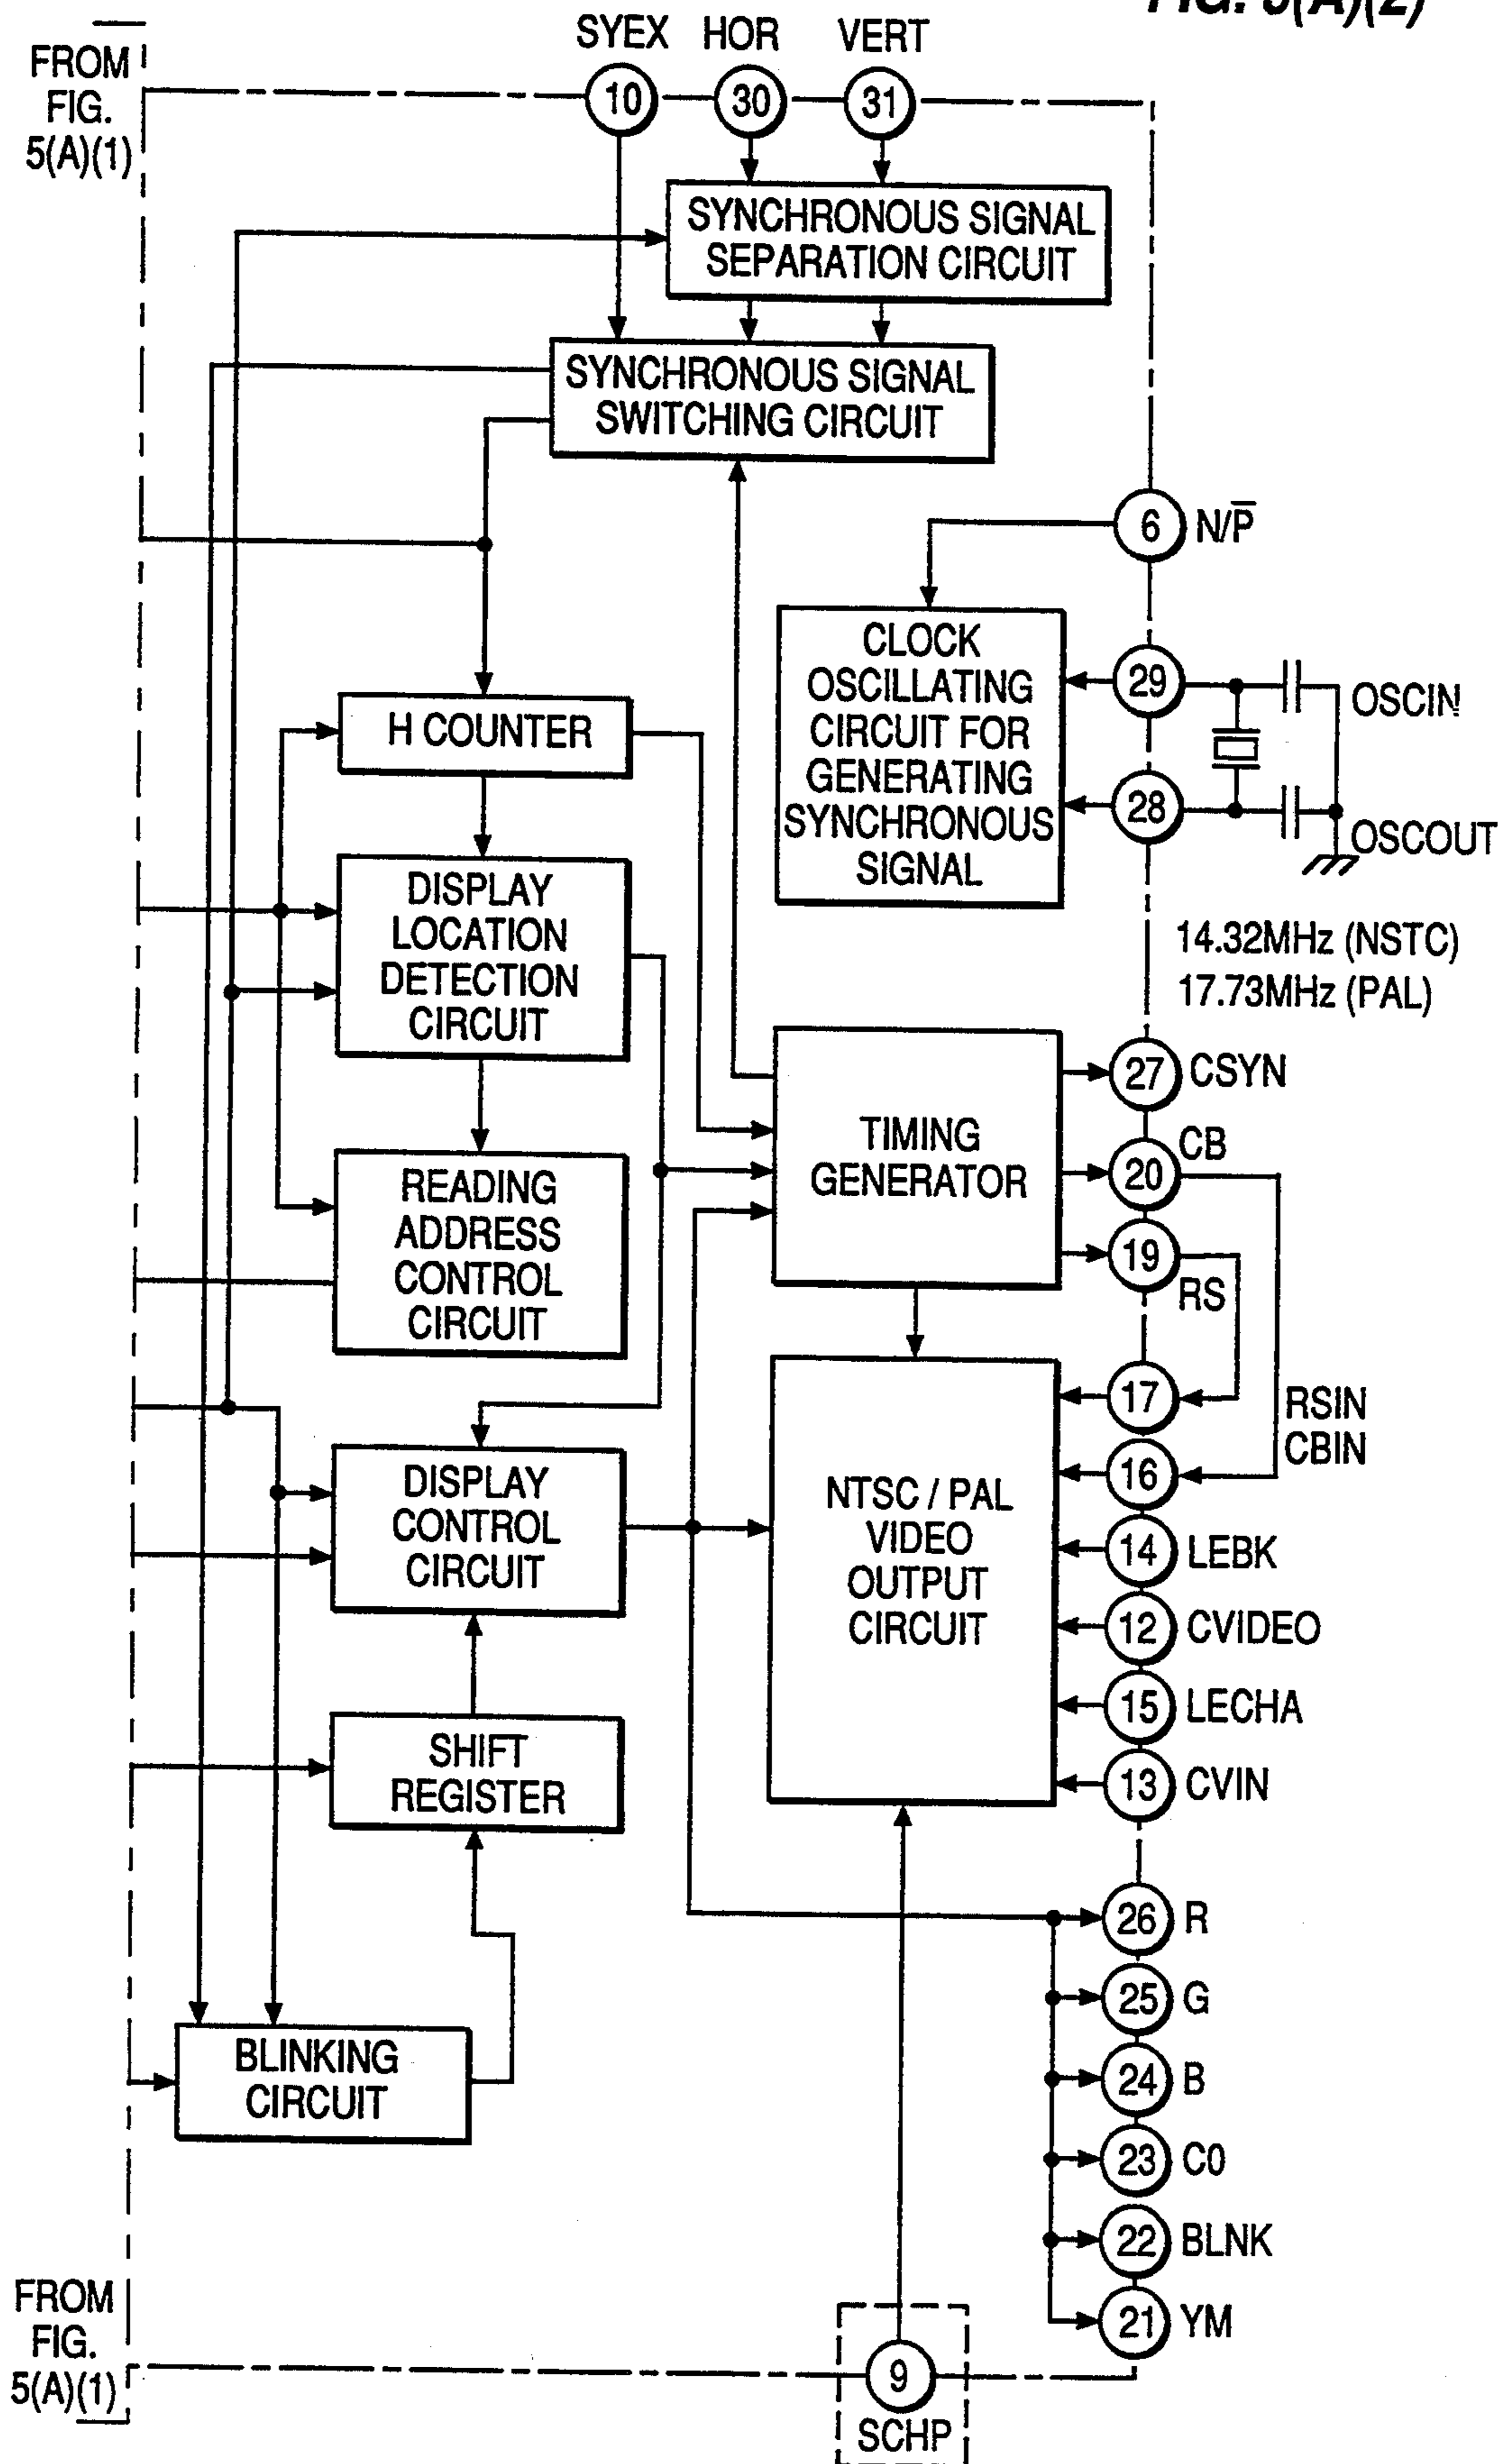 FIG. 5(A)(2)
FROM
FIG.
5(A)(1)
SYEX HOR VERT
10 30 31
SYNCHRONOUS SIGNAL
SEPARATION CIRCUIT
SYNCHRONOUS SIGNAL
SWITCHING CIRCUIT
6 N/P̅
CLOCK
OSCILLATING
CIRCUIT FOR
GENERATING
SYNCHRONOUS
SIGNAL
29 OSCIN
28 OSCOUT
14.32MHz (NSTC)
17.73MHz (PAL)
H COUNTER
DISPLAY
LOCATION
DETECTION
CIRCUIT
READING
ADDRESS
CONTROL
CIRCUIT
TIMING
GENERATOR
27 CSYN
20 CB
19 RS
17 RSIN
16 CBIN
DISPLAY
CONTROL
CIRCUIT
NTSC / PAL
VIDEO
OUTPUT
CIRCUIT
14 LEBK
12 CVIDEO
15 LECHA
13 CVIN
SHIFT
REGISTER
26 R
25 G
24 B
23 C0
22 BLNK
21 YM
BLINKING
CIRCUIT
FROM
FIG.
5(A)(1)
9
SCHP